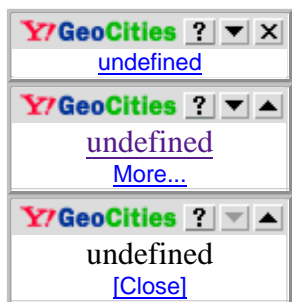 Y! GeoCities ?
undefined
Y! GeoCities ?
undefined
More...
Y! GeoCities ?
undefined
[Close]